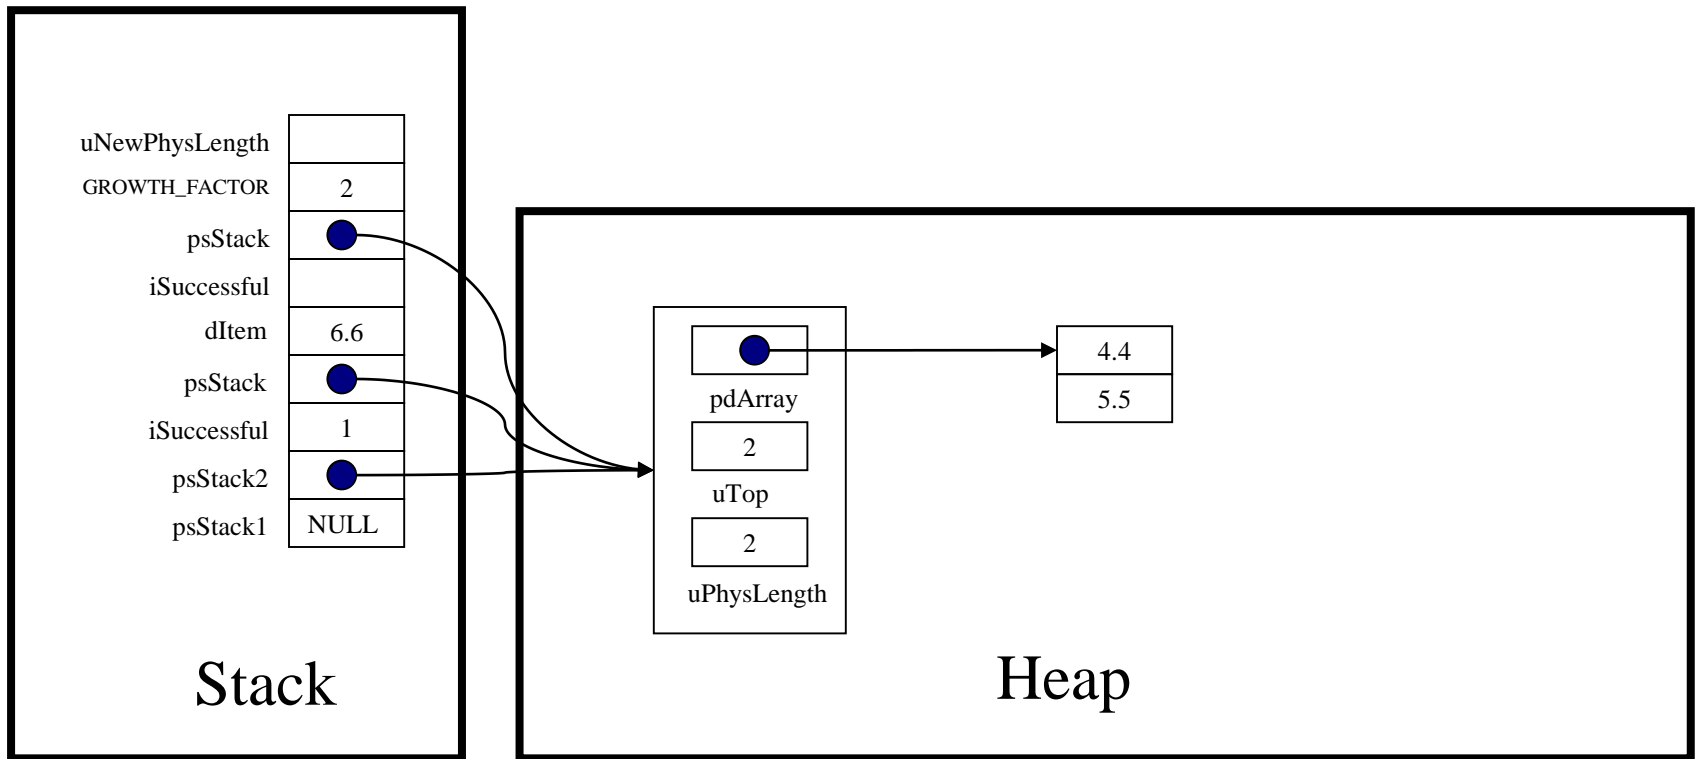 uNewPhysLength
GROWTH_FACTOR 2
psStack
iSuccessful
dItem 6.6
psStack
iSuccessful 1
psStack2
psStack1 NULL
Stack
pdArray
2
uTop
2
uPhysLength
4.4
5.5
Heap